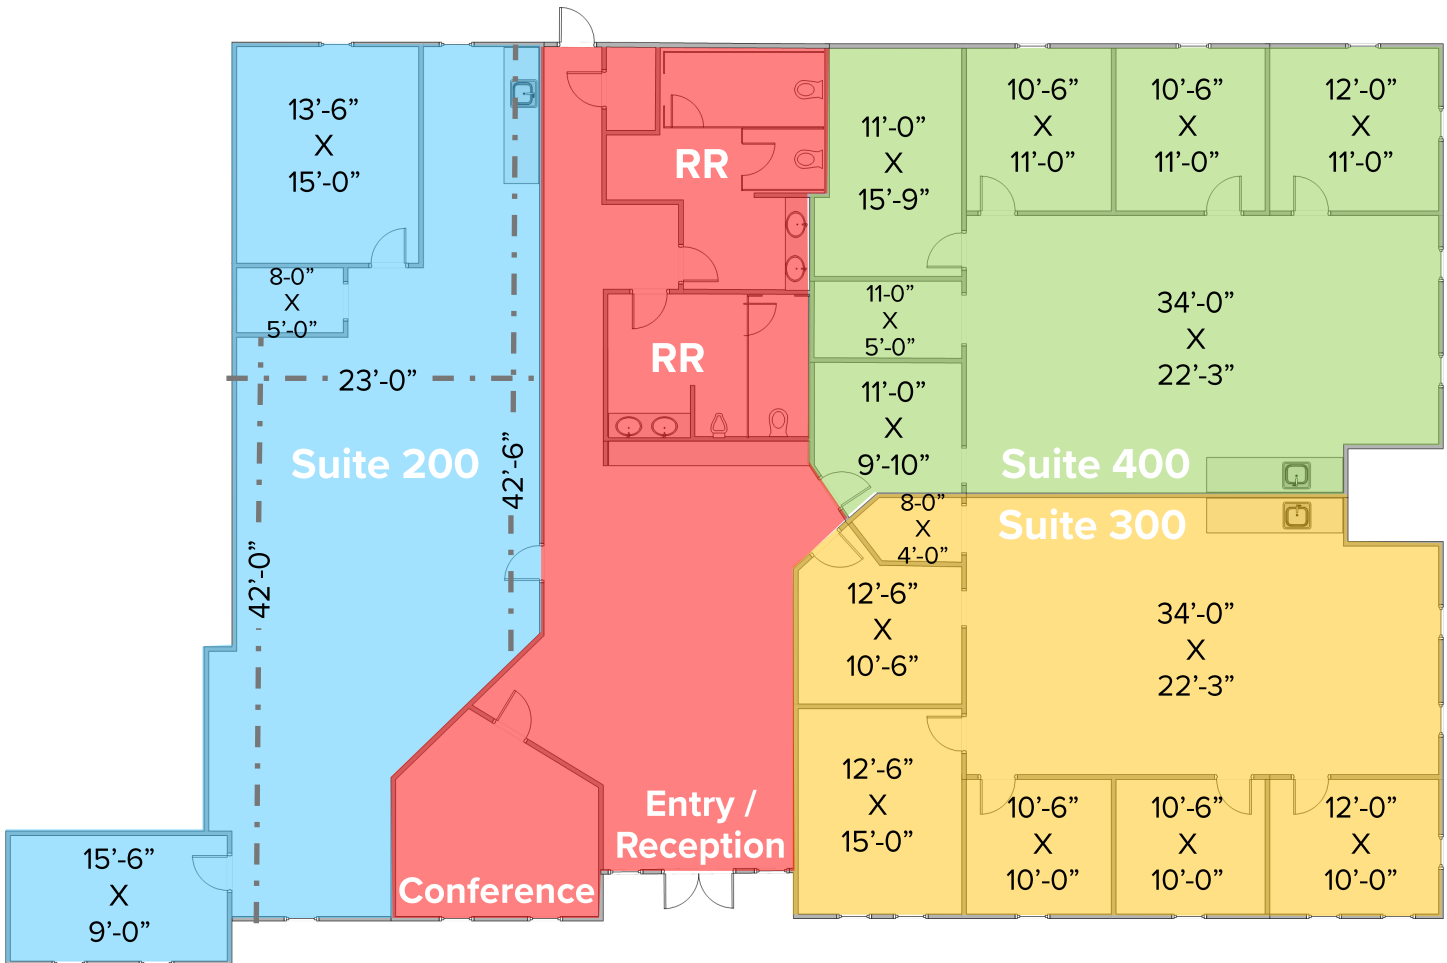 13’-6”
X
15’-0”
8-0”
X
5’-0”
23’-0”
Suite 200
42’-6”
42’-0”
15’-6”
X
9’-0”
RR
RR
Entry /
Reception
Conference
11’-0”
X
15’-9”
10’-6”
X
11’-0”
10’-6”
X
11’-0”
12’-0”
X
11’-0”
11-0”
X
5’-0”
34’-0”
X
22’-3”
11’-0”
X
9’-10”
Suite 400
8-0”
X
4’-0”
Suite 300
12’-6”
X
10’-6”
34’-0”
X
22’-3”
12’-6”
X
15’-0”
10’-6”
X
10’-0”
10’-6”
X
10’-0”
12’-0”
X
10’-0”